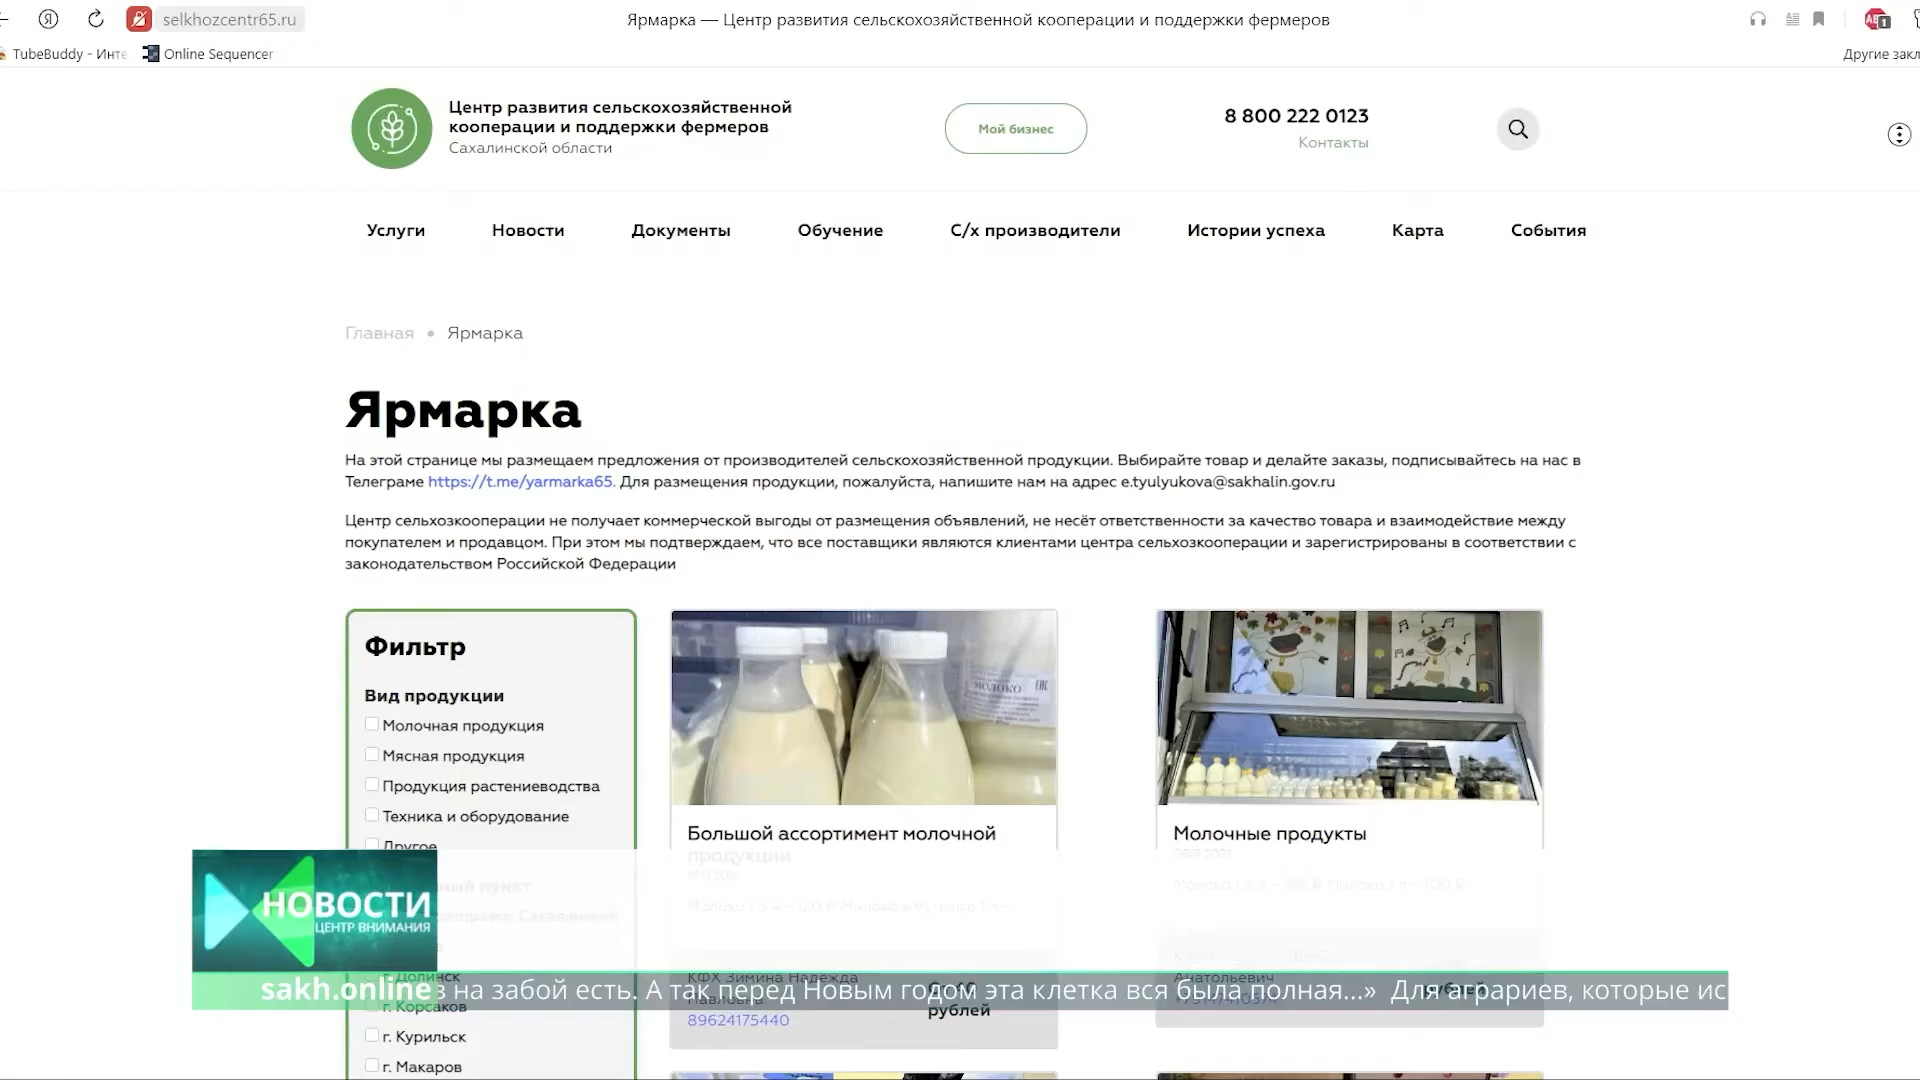 selkhozcentr65.ru
Ярмарка — Центр развития сельскохозяйственной кооперации и поддержки фермеров
1
TubeBuddy - Инте
Online Sequencer
Другие закл
Центр развития сельскохозяйственной
кооперации и поддержки фермеров
Сахалинской области
Мой бизнес
8 800 222 0123
Контакты
Услуги
Новости
Документы
Обучение
С/х производители
Истории успеха
Карта
События
Главная • Ярмарка
Ярмарка
На этой странице мы размещаем предложения от производителей сельскохозяйственной продукции. Выбирайте товар и делайте заказы, подписывайтесь на нас в
Телеграме https://t.me/yarmarka65. Для размещения продукции, пожалуйста, напишите нам на адрес e.tyulyukova@sakhalin.gov.ru
Центр сельхозкооперации не получает коммерческой выгоды от размещения объявлений, не несёт ответственности за качество товара и взаимодействие между
покупателем и продавцом. При этом мы подтверждаем, что все поставщики являются клиентами центра сельхозкооперации и зарегистрированы в соответствии с
законодательством Российской Федерации
Фильтр
Вид продукции
Молочная продукция
Мясная продукция
Продукция растениеводства
Техника и оборудование
Другое
г. Долинск
г. Корсаков
г. Курильск
г. Макаров
МОЛОКО
Большой ассортимент молочной
продукции
КФХ Зимина Надежда
Павловна
89624175440
рублей
Молочные продукты
Анатольевич
рублей
НОВОСТИ
ЦЕНТР ВНИМАНИЯ
sakh.online
з на забой есть. А так перед Новым годом эта клетка вся была полная...» Для аграриев, которые ис